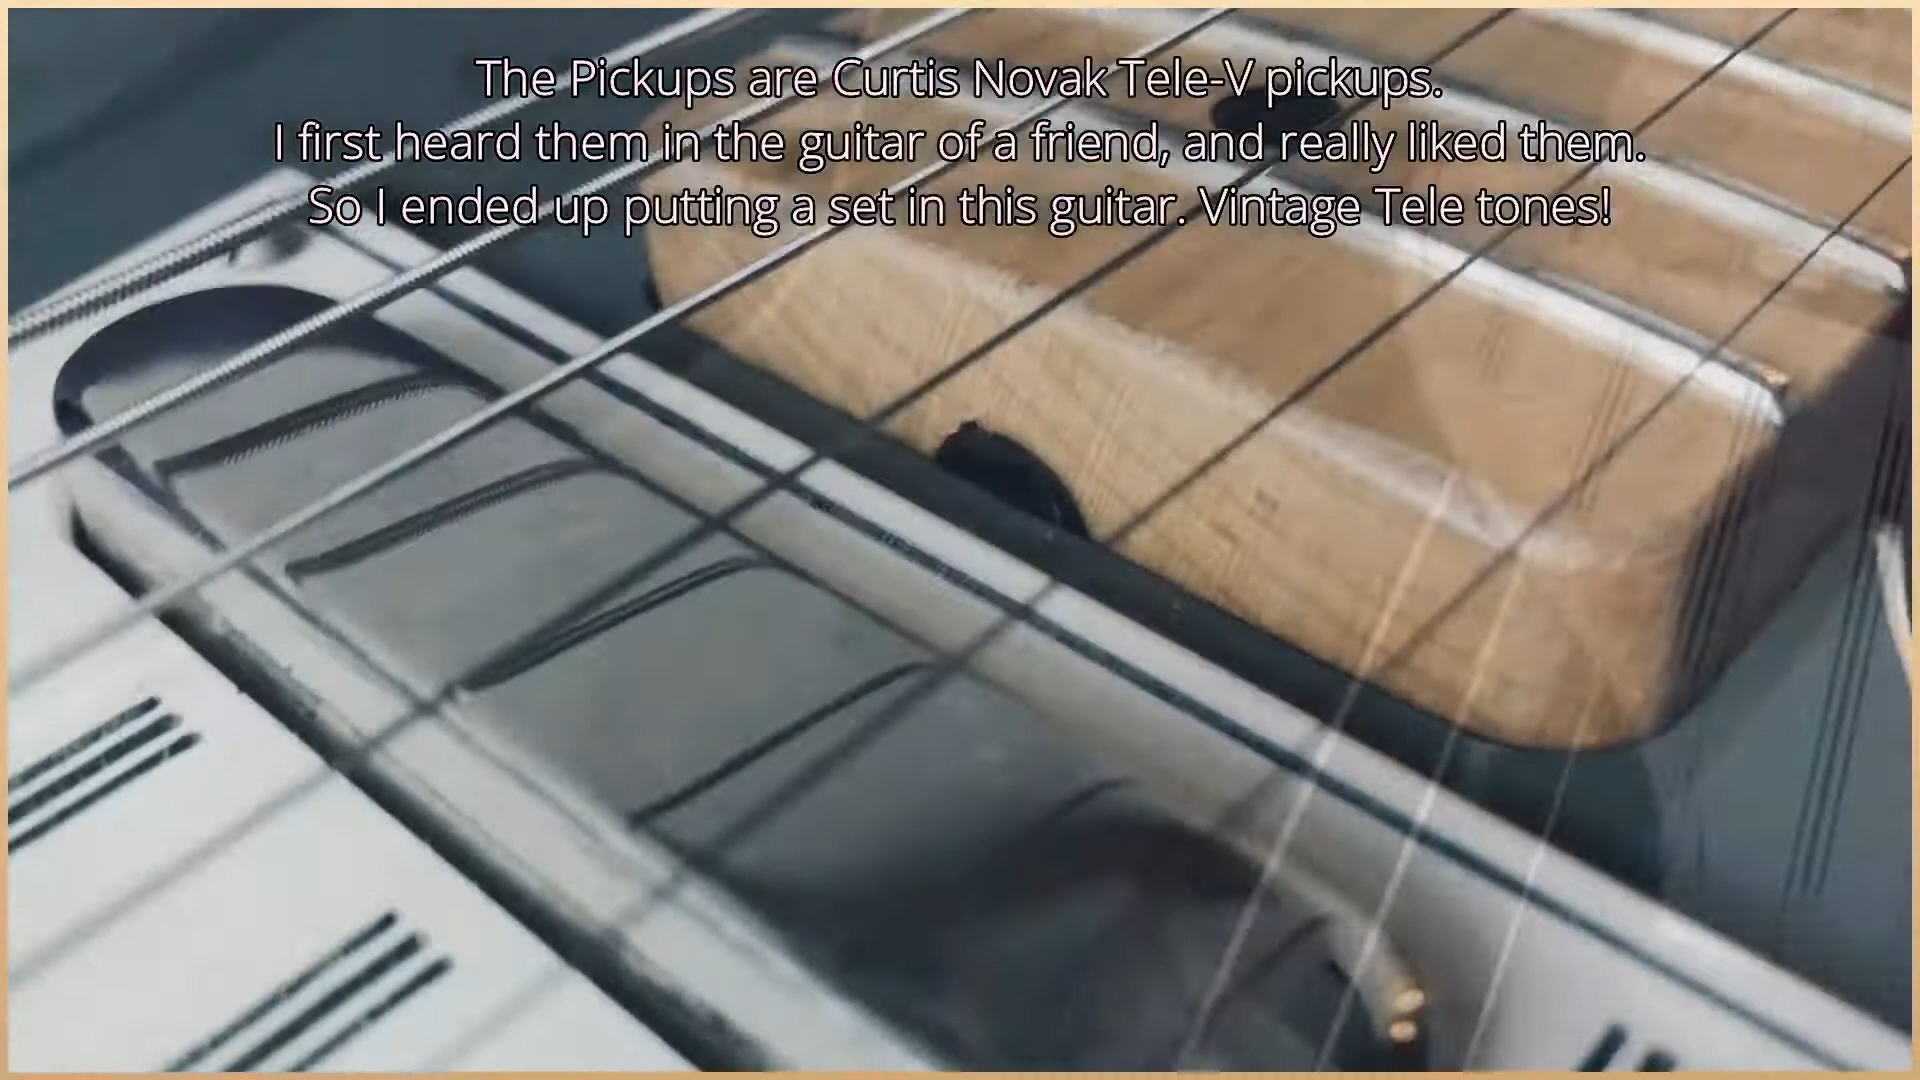 The Pickups are Curtis Novak Tele-V pickups.
I first heard them in the guitar of a friend, and really liked them.
So I ended up putting a set in this guitar. Vintage Tele tones!